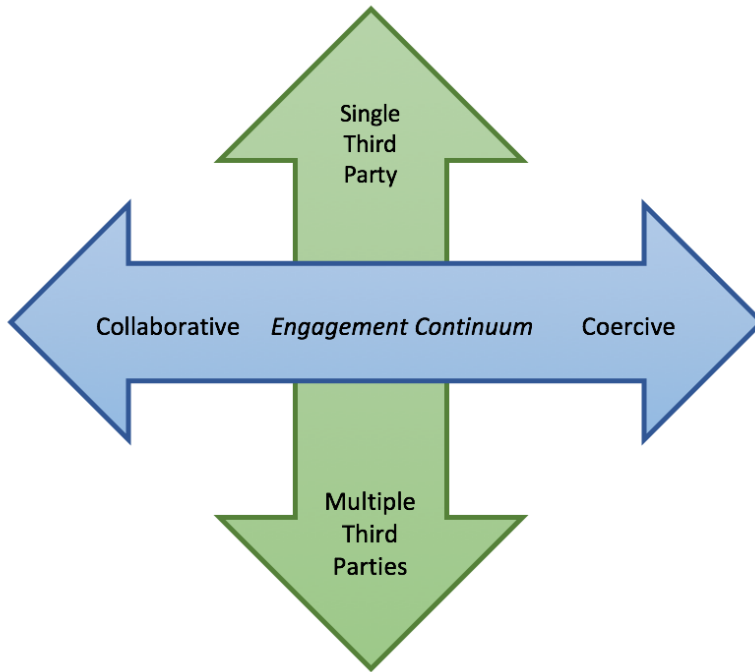 Single
Third
Party
Collaborative Engagement Continuum Coercive
Multiple
Third
Parties